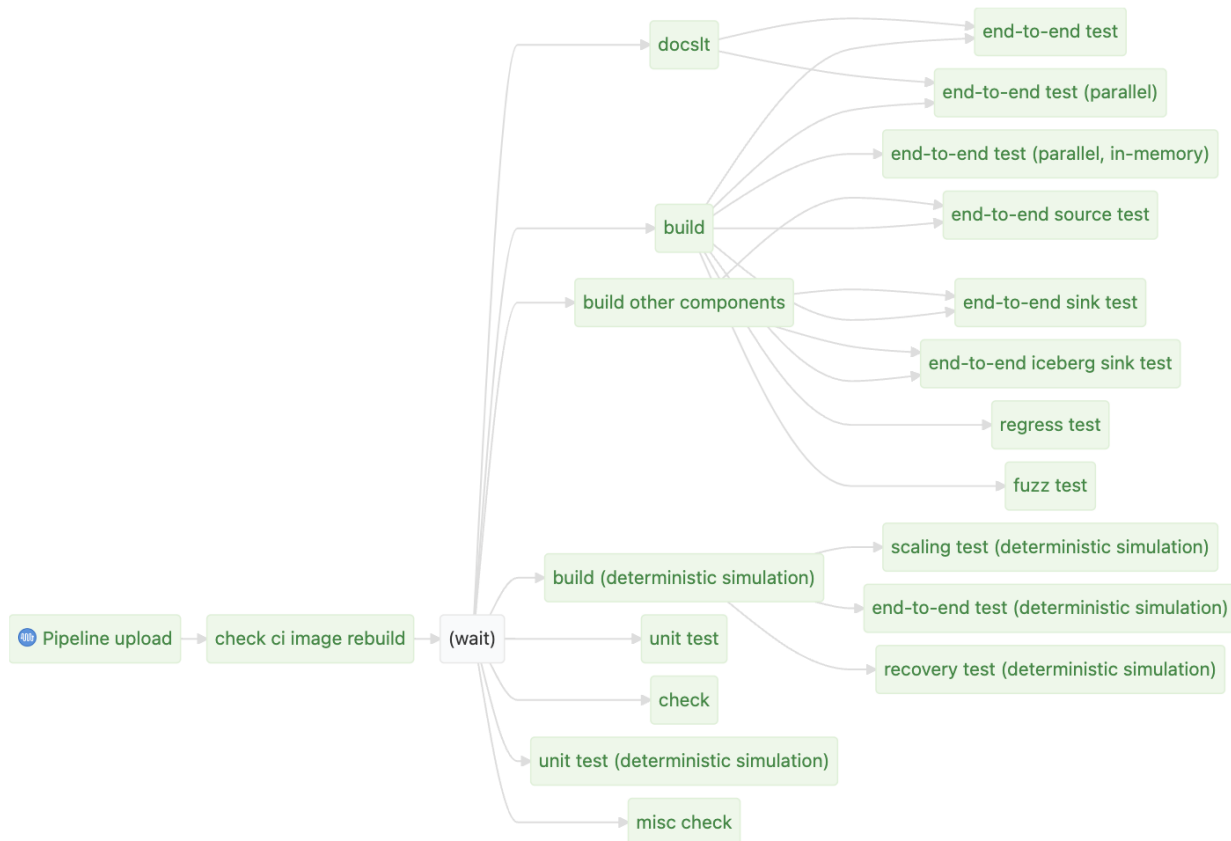 docslt
end-to-end test
end-to-end test (parallel)
end-to-end test (parallel, in-memory)
end-to-end source test
build
build other components
end-to-end sink test
end-to-end iceberg sink test
regress test
fuzz test
scaling test (deterministic simulation)
build (deterministic simulation)
end-to-end test (deterministic simulation)
Pipeline upload
check ci image rebuild
(wait)
unit test
recovery test (deterministic simulation)
check
unit test (deterministic simulation)
misc check